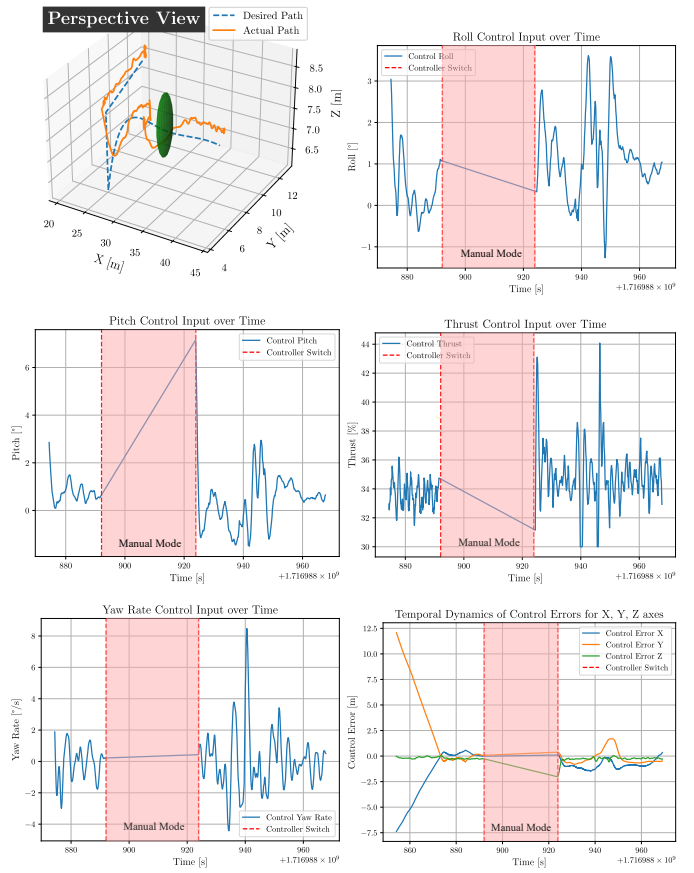 Perspective View
Desired Path
Actual Path
8.5
8.0
7.5
7.0
6.5
Z [m]
20
25
30
35
40
45
X [m]
4
6
8
10
12
Y [m]
Roll Control Input over Time
Control Roll
Controller Switch
3
2
1
0
−1
Roll [°]
Manual Mode
880
900
920
940
960
Time [s]
+1.716988 × 10⁹
Pitch Control Input over Time
Control Pitch
Controller Switch
6
4
2
0
Pitch [°]
Manual Mode
880
900
920
940
960
Time [s]
+1.716988 × 10⁹
Thrust Control Input over Time
Control Thrust
Controller Switch
44
42
40
38
36
34
32
30
Thrust [%]
Manual Mode
880
900
920
940
960
Time [s]
+1.716988 × 10⁹
Yaw Rate Control Input over Time
8
6
4
2
0
−2
−4
Yaw Rate [°/s]
Control Yaw Rate
Controller Switch
Manual Mode
880
900
920
940
960
Time [s]
+1.716988 × 10⁹
Temporal Dynamics of Control Errors for X, Y, Z axes
Control Error X
Control Error Y
Control Error Z
Controller Switch
12.5
10.0
7.5
5.0
2.5
0.0
−2.5
−5.0
−7.5
Control Error [m]
Manual Mode
860
880
900
920
940
960
Time [s]
+1.716988 × 10⁹